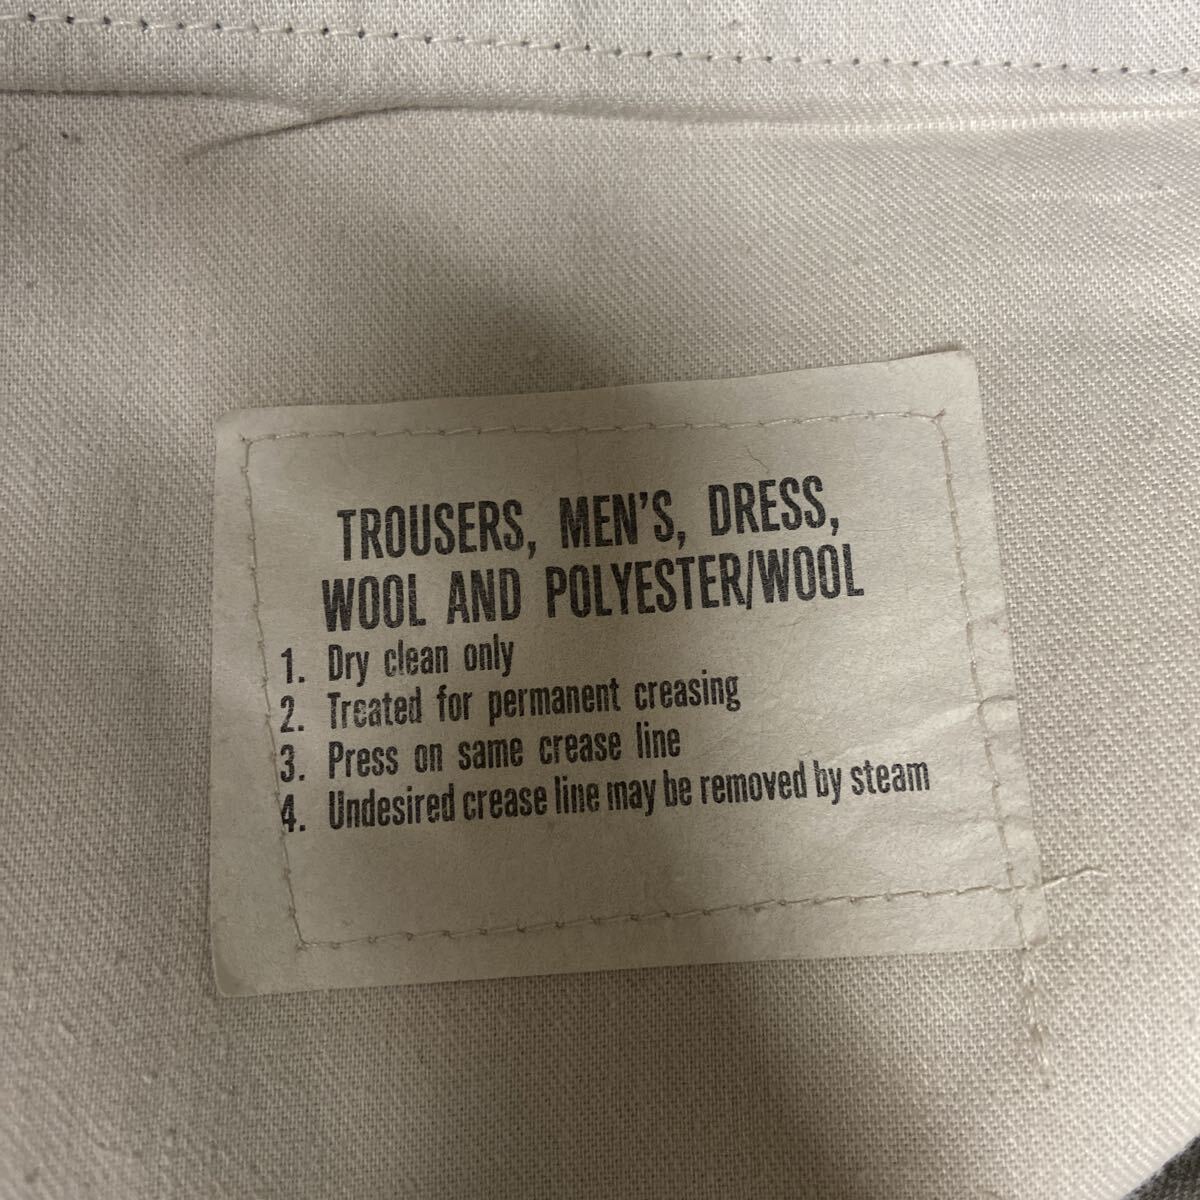 TROUSERS, MEN'S, DRESS,
WOOL AND POLYESTER/WOOL
1. Dry clean only
2. Treated for permanent creasing
3. Press on same crease line
4. Undesired crease line may be removed by steam